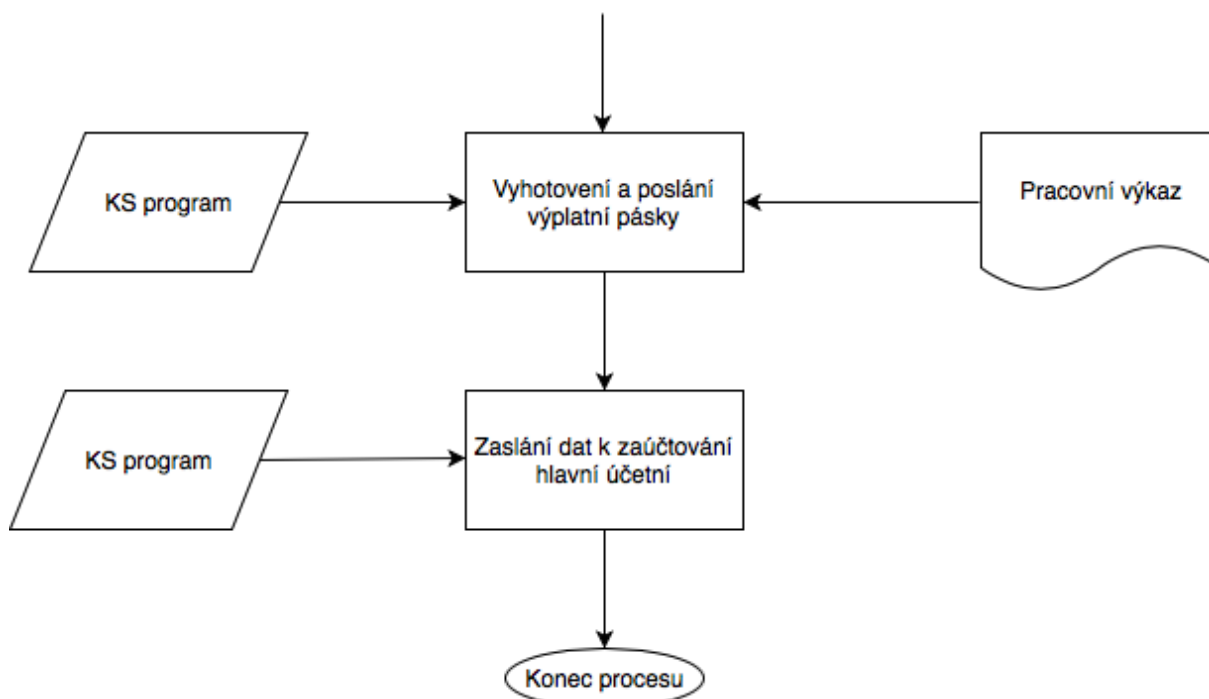 KS program
Vyhotovení a poslání
výplatní pásky
Pracovní výkaz
KS program
Zaslání dat k zaúčtování
hlavní účetní
Konec procesu